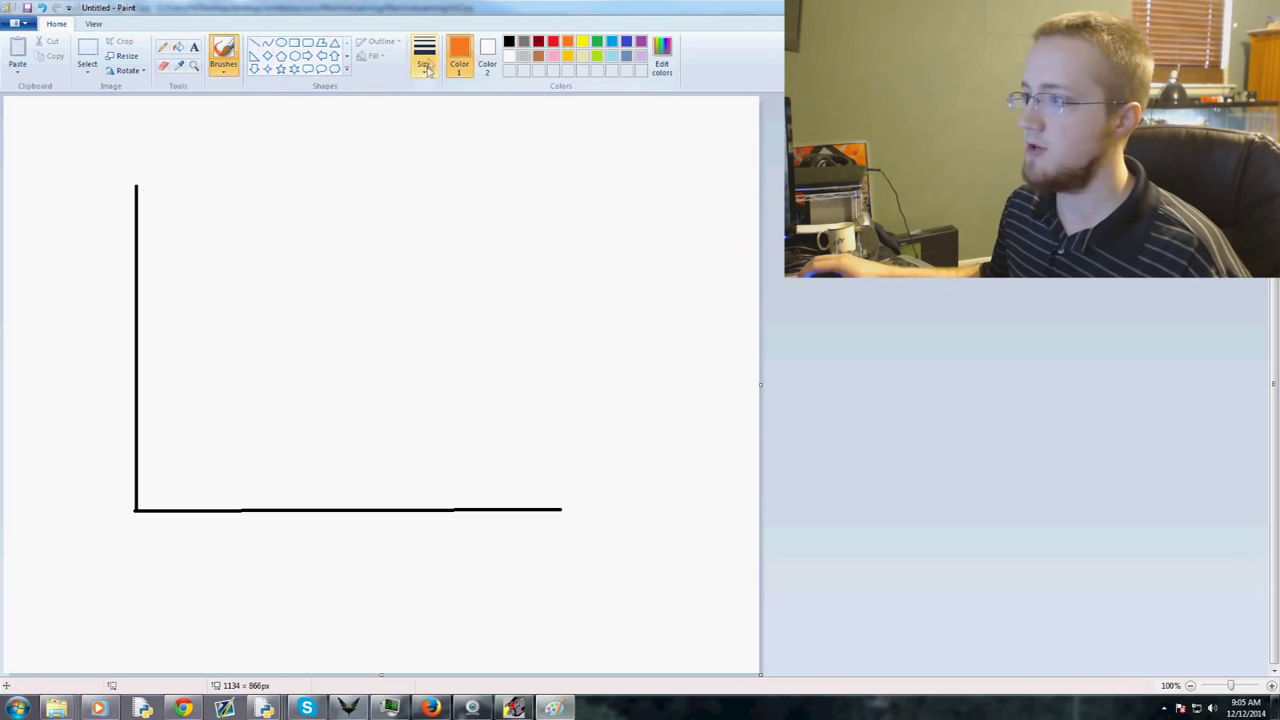 Untitled - Paint
Home
View
Paste
Cut
Copy
Clipboard
Select
Crop
Resize
Rotate
Image
Tools
Brushes
Shapes
Outline
Fill
Size
Color 1
Color 2
Edit colors
Colors
1134 × 866px
100%
9:05 AM
12/12/2014